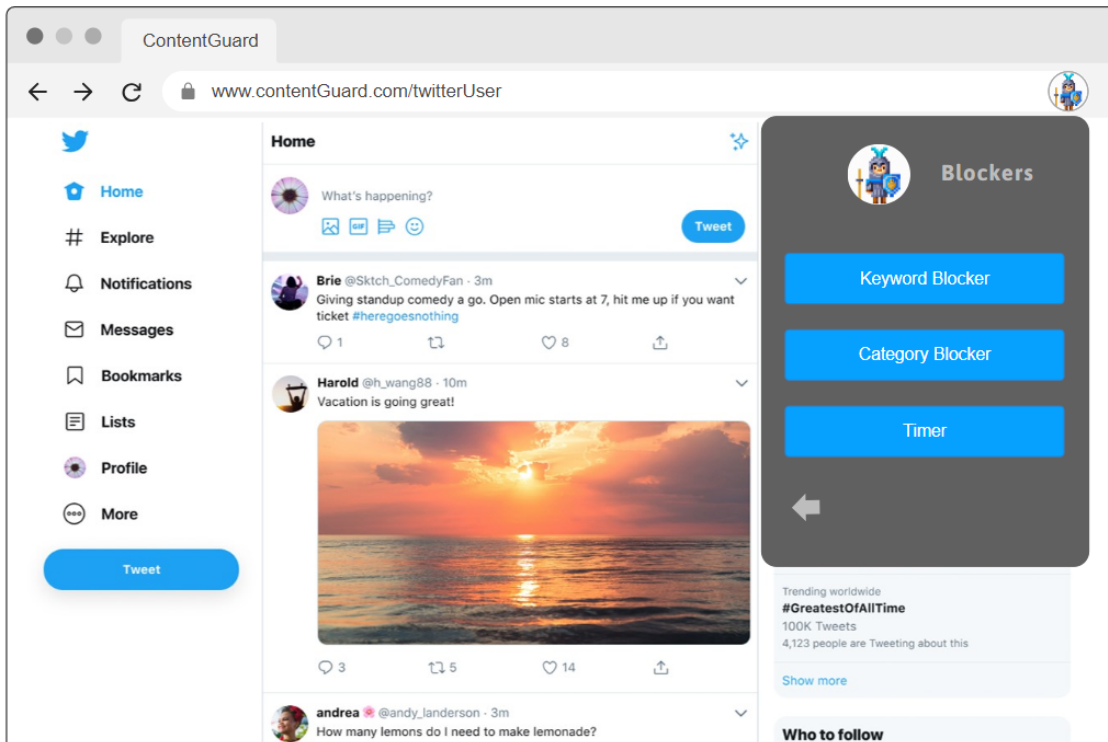 ContentGuard
www.contentGuard.com/twitterUser
Home
Explore
Notifications
Messages
Bookmarks
Lists
Profile
More
Tweet
Home
What's happening?
GIF
Tweet
Brie @Sktch_ComedyFan · 3m
Giving standup comedy a go. Open mic starts at 7, hit me up if you want
ticket #heregoesnothing
1 8
Harold @h_wang88 · 10m
Vacation is going great!
3 5 14
andrea @andy_landerson · 3m
How many lemons do I need to make lemonade?
Blockers
Keyword Blocker
Category Blocker
Timer
Trending worldwide
#GreatestOfAllTime
100K Tweets
4,123 people are Tweeting about this
Show more
Who to follow